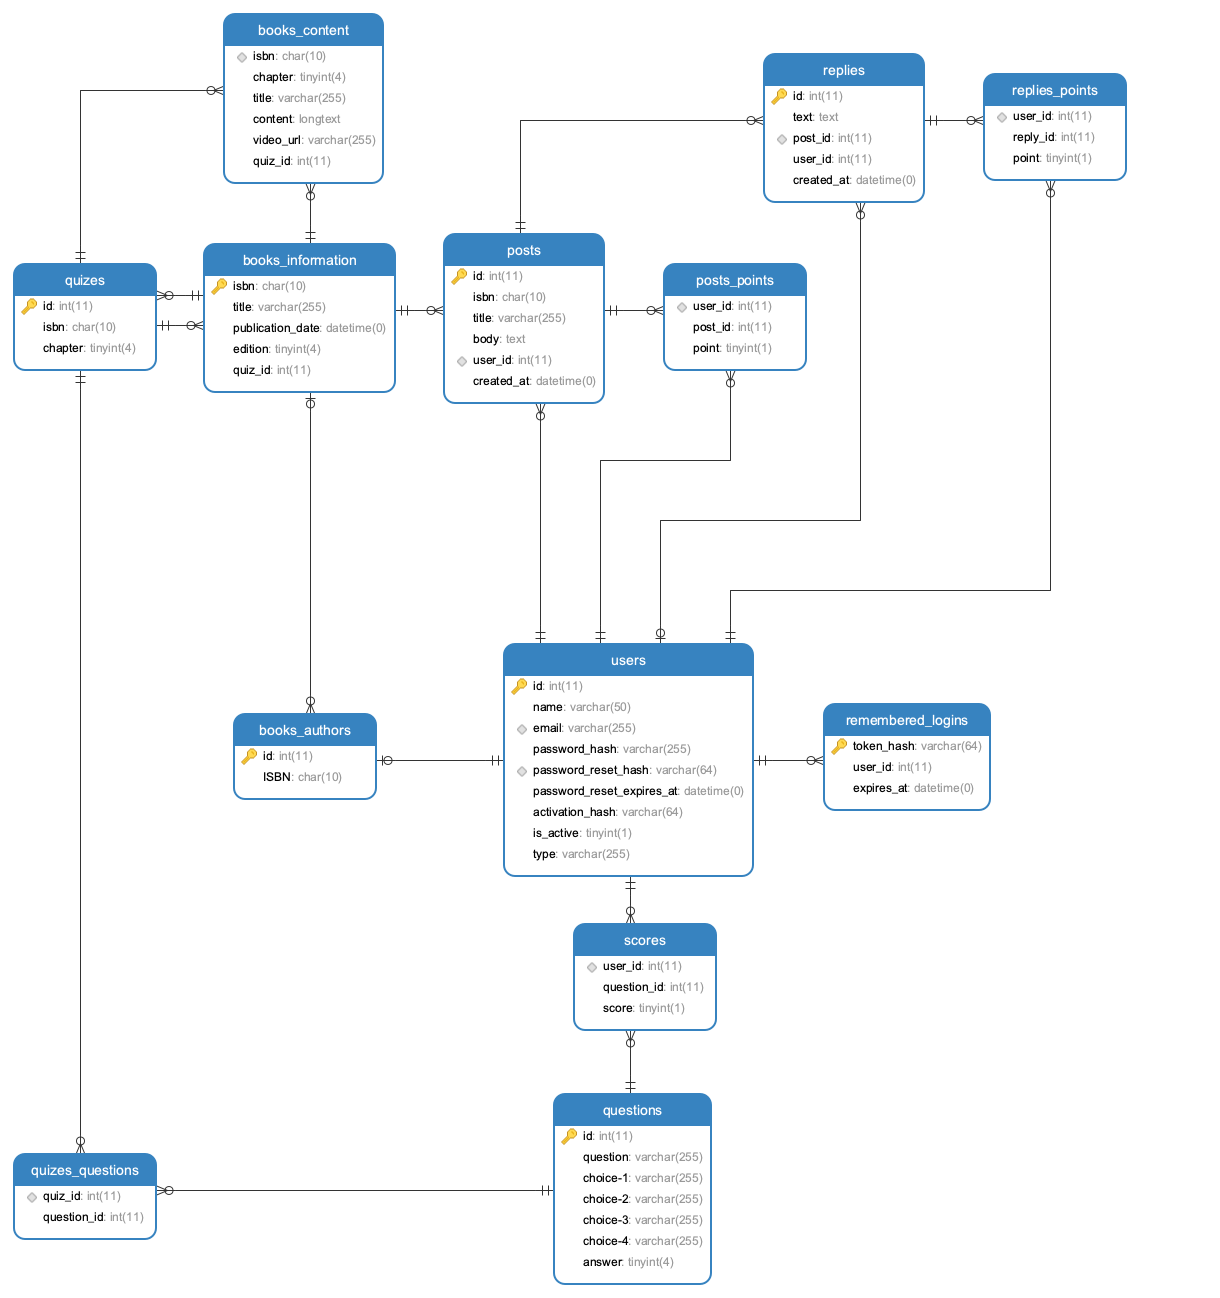 books_content
isbn: char(10)
chapter: tinyint(4)
title: varchar(255)
content: longtext
video_url: varchar(255)
quiz_id: int(11)
replies
id: int(11)
text: text
post_id: int(11)
user_id: int(11)
created_at: datetime(0)
replies_points
user_id: int(11)
reply_id: int(11)
point: tinyint(1)
quizes
id: int(11)
isbn: char(10)
chapter: tinyint(4)
books_information
isbn: char(10)
title: varchar(255)
publication_date: datetime(0)
edition: tinyint(4)
quiz_id: int(11)
posts
id: int(11)
isbn: char(10)
title: varchar(255)
body: text
user_id: int(11)
created_at: datetime(0)
posts_points
user_id: int(11)
post_id: int(11)
point: tinyint(1)
users
id: int(11)
name: varchar(50)
email: varchar(255)
password_hash: varchar(255)
password_reset_hash: varchar(64)
password_reset_expires_at: datetime(0)
activation_hash: varchar(64)
is_active: tinyint(1)
type: varchar(255)
books_authors
id: int(11)
ISBN: char(10)
remembered_logins
token_hash: varchar(64)
user_id: int(11)
expires_at: datetime(0)
scores
user_id: int(11)
question_id: int(11)
score: tinyint(1)
questions
id: int(11)
question: varchar(255)
choice-1: varchar(255)
choice-2: varchar(255)
choice-3: varchar(255)
choice-4: varchar(255)
answer: tinyint(4)
quizes_questions
quiz_id: int(11)
question_id: int(11)